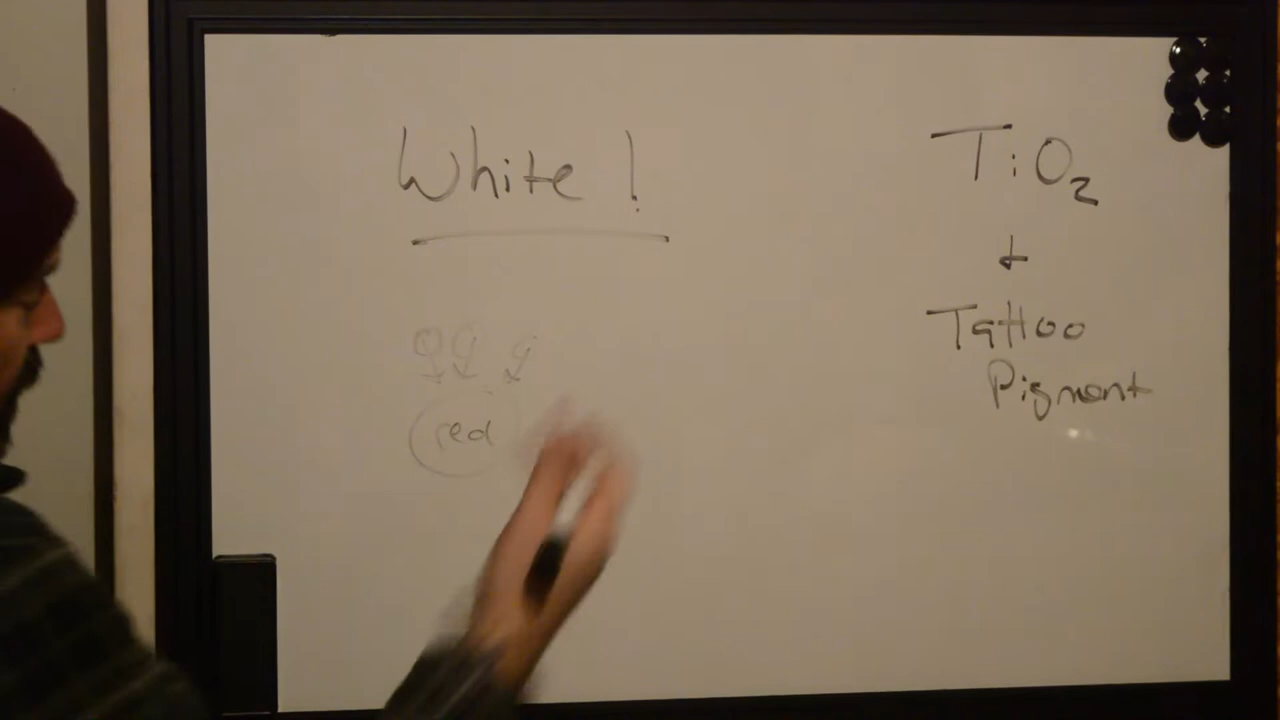 White!
red
TiO2
+
Tattoo
Pigment